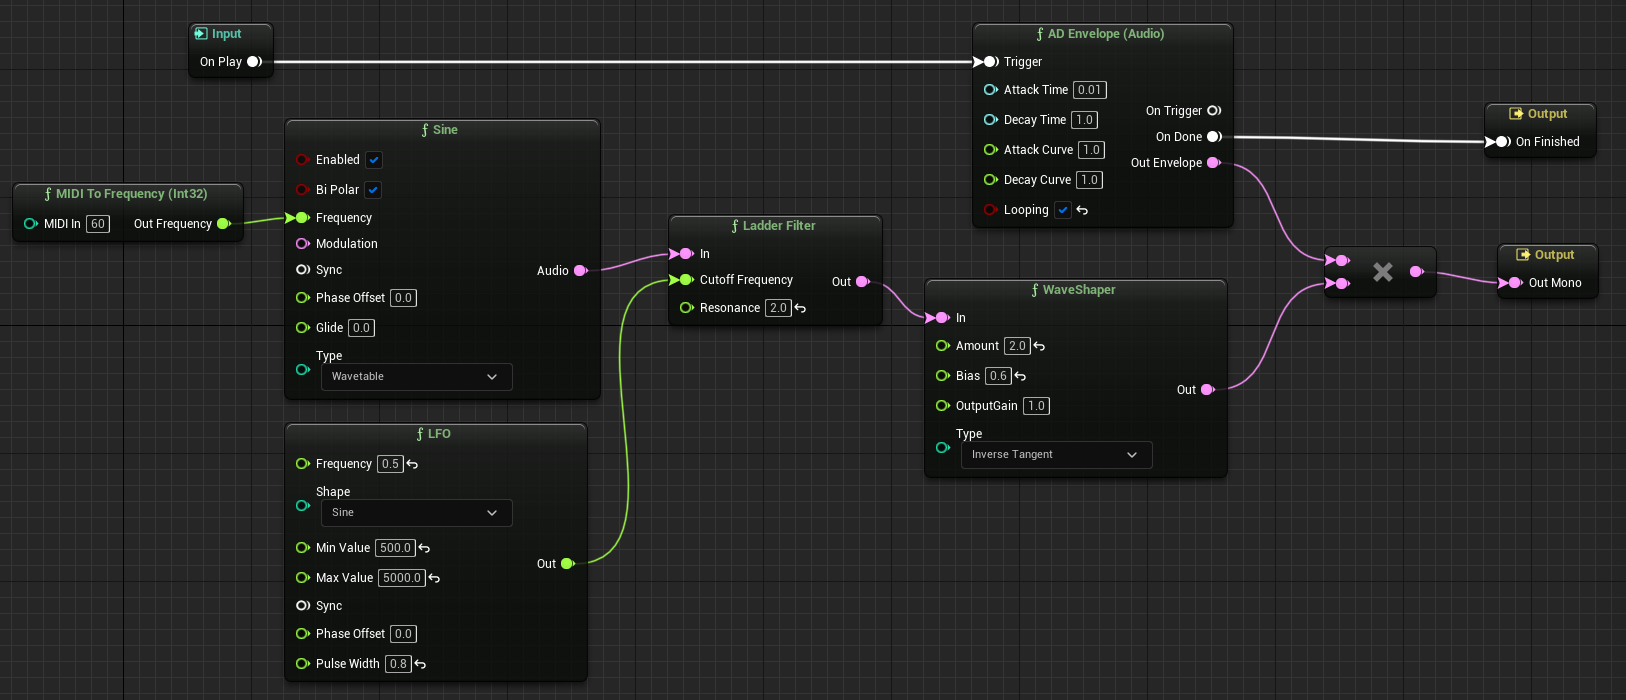 Input
On Play
MIDI To Frequency (Int32)
MIDI In 60
Out Frequency
Sine
Enabled
Bi Polar
Frequency
Modulation
Sync
Phase Offset 0.0
Glide 0.0
Type
Wavetable
Audio
LFO
Frequency 0.5
Shape
Sine
Min Value 500.0
Max Value 5000.0
Sync
Phase Offset 0.0
Pulse Width 0.8
Out
Ladder Filter
In
Cutoff Frequency
Resonance 2.0
Out
AD Envelope (Audio)
Trigger
Attack Time 0.01
Decay Time 1.0
Attack Curve 1.0
Decay Curve 1.0
Looping
On Trigger
On Done
Out Envelope
WaveShaper
In
Amount 2.0
Bias 0.6
OutputGain 1.0
Type
Inverse Tangent
Out
Output
On Finished
Output
Out Mono